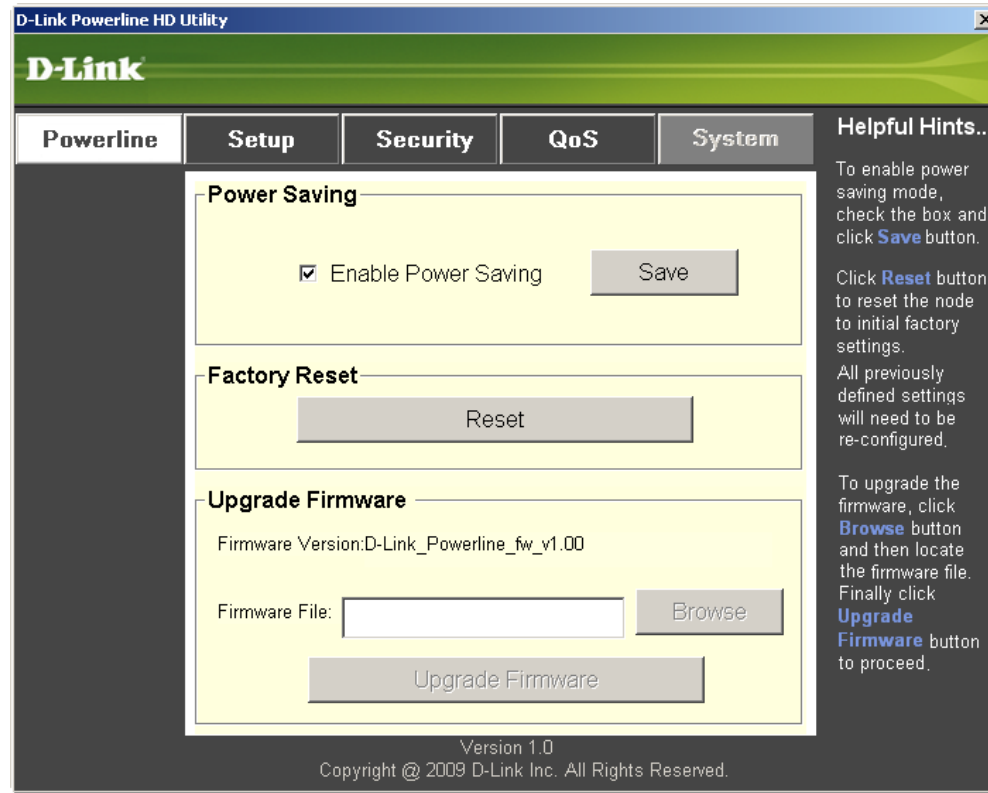 D-Link Powerline HD Utility
D-Link
Powerline
Setup
Security
QoS
System
Power Saving
Enable Power Saving
Save
Factory Reset
Reset
Upgrade Firmware
Firmware Version:D-Link_Powerline_fw_v1.00
Firmware File:
Browse
Upgrade Firmware
Helpful Hints..
To enable power
saving mode,
check the box and
click Save button.
Click Reset button
to reset the node
to initial factory
settings.
All previously
defined settings
will need to be
re-configured.
To upgrade the
firmware, click
Browse button
and then locate
the firmware file.
Finally click
Upgrade
Firmware button
to proceed.
Version 1.0
Copyright @ 2009 D-Link Inc. All Rights Reserved.